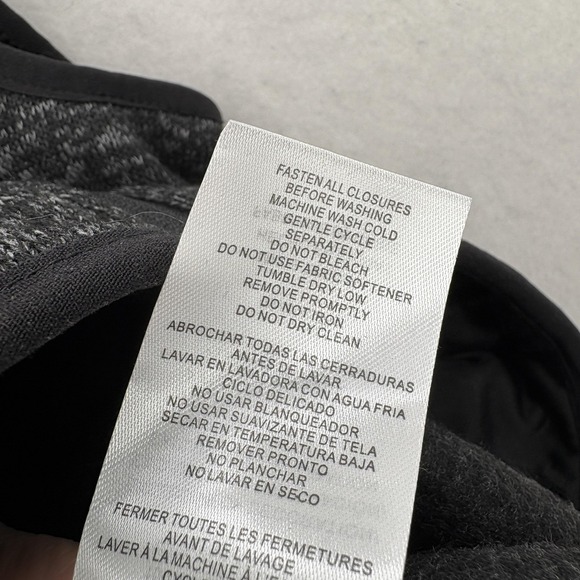 FASTEN ALL CLOSURES
BEFORE WASHING
MACHINE WASH COLD
GENTLE CYCLE
SEPARATELY
DO NOT BLEACH
DO NOT USE FABRIC SOFTENER
TUMBLE DRY LOW
REMOVE PROMPTLY
DO NOT IRON
DO NOT DRY CLEAN
ABROCHAR TODAS LAS CERRADURAS
ANTES DE LAVAR
LAVAR EN LAVADORA CON AGUA FRIA
CICLO DELICADO
NO USAR BLANQUEADOR
NO USAR SUAVIZANTE DE TELA
SECAR EN TEMPERATURA BAJA
REMOVER PRONTO
NO PLANCHAR
NO LAVAR EN SECO
FERMER TOUTES LES FERMETURES
AVANT DE LAVAGE
LAVER À LA MACHINE À L'E